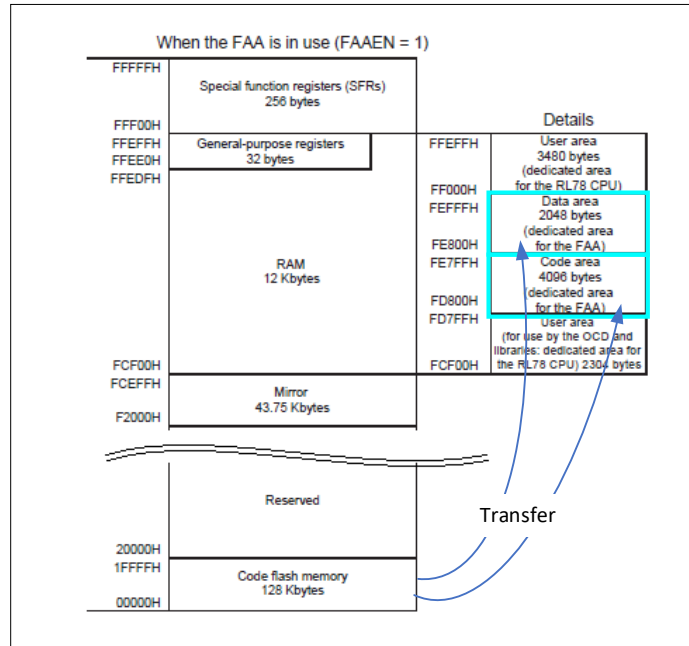 When the FAA is in use (FAAEN = 1)
FFFFFH
Special function registers (SFRs)
256 bytes
FFF00H
FFEFFH
General-purpose registers
32 bytes
FFEE0H
FFEDFH
RAM
12 Kbytes
FCF00H
FCEFFH
Mirror
43.75 Kbytes
F2000H
Reserved
20000H
1FFFFH
Code flash memory
128 Kbytes
00000H
Details
FFEFFH
User area
3480 bytes
(dedicated area
for the RL78 CPU)
FF000H
FEFFFH
Data area
2048 bytes
(dedicated area
for the FAA)
FE800H
FE7FFH
Code area
4096 bytes
(dedicated area
for the FAA)
FD800H
FD7FFH
User area
(for use by the OCD and
libraries: dedicated area for
the RL78 CPU) 2304 bytes
FCF00H
Transfer